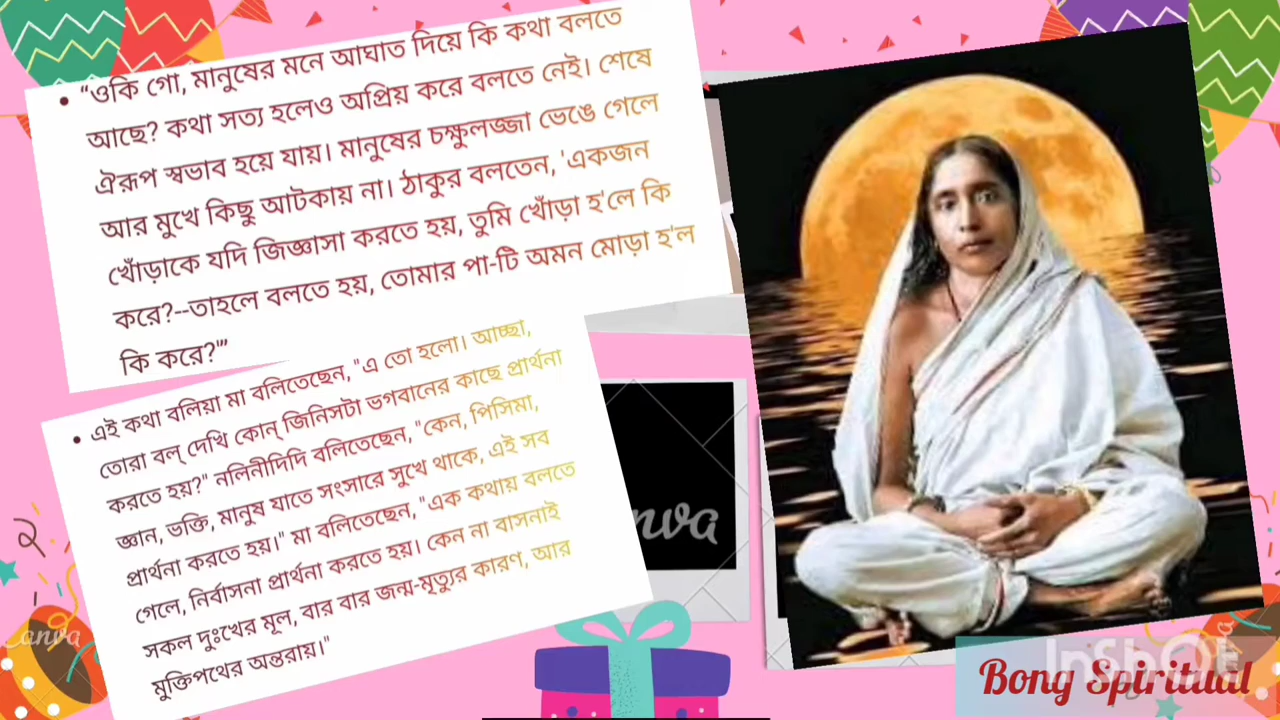 • “ওকি গো, মানুষের মনে আঘাত দিয়ে কি কথা বলতে
আছে? কথা সত্য হলেও অপ্রিয় করে বলতে নেই। শেষে
ঐরূপ স্বভাব হয়ে যায়। মানুষের চক্ষুলজ্জা ভেঙে গেলে
আর মুখে কিছু আটকায় না। ঠাকুর বলতেন, 'একজন
খোঁড়াকে যদি জিজ্ঞাসা করতে হয়, তুমি খোঁড়া হ'লে কি
করে?--তাহলে বলতে হয়, তোমার পা-টি অমন মোড়া হ'ল
কি করে?'”
• এই কথা বলিয়া মা বলিতেছেন, "এ তো হলো। আচ্ছা,
তোরা বল্ দেখি কোন্ জিনিসটা ভগবানের কাছে প্রার্থনা
করতে হয়?" নলিনীদিদি বলিতেছেন, "কেন, পিসিমা,
জ্ঞান, ভক্তি, মানুষ যাতে সংসারে সুখে থাকে, এই সব
প্রার্থনা করতে হয়।" মা বলিতেছেন, "এক কথায় বলতে
গেলে, নির্বাসনা প্রার্থনা করতে হয়। কেন না বাসনাই
সকল দুঃখের মূল, বার বার জন্ম-মৃত্যুর কারণ, আর
মুক্তিপথের অন্তরায়।"
InShOt
Bong Spiritual